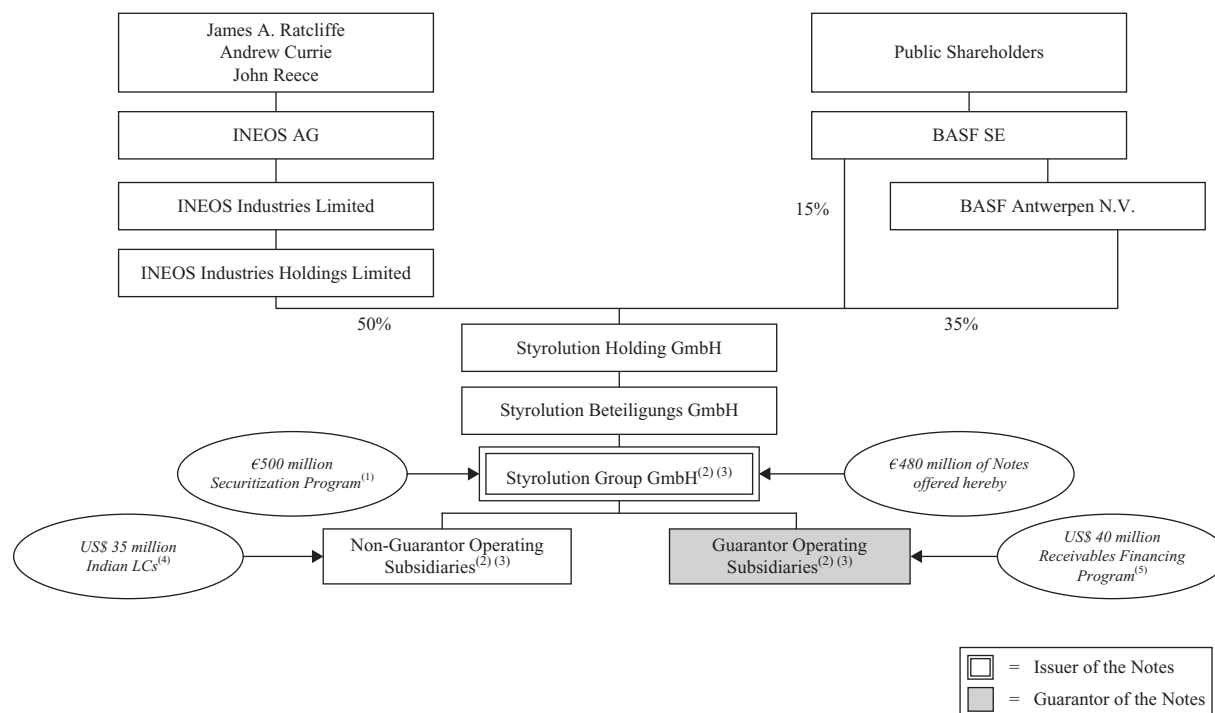 James A. Ratcliffe
Andrew Currie
John Reece
Public Shareholders
INEOS AG
BASF SE
INEOS Industries Limited
15%
BASF Antwerpen N.V.
INEOS Industries Holdings Limited
50%
35%
Styrolution Holding GmbH
Styrolution Beteiligungs GmbH
€500 million
Securitization Program(1)
Styrolution Group GmbH(2) (3)
€480 million of Notes
offered hereby
US$ 35 million
Indian LCs(4)
Non-Guarantor Operating
Subsidiaries(2) (3)
Guarantor Operating
Subsidiaries(2) (3)
US$ 40 million
Receivables Financing
Program(5)
= Issuer of the Notes
= Guarantor of the Notes